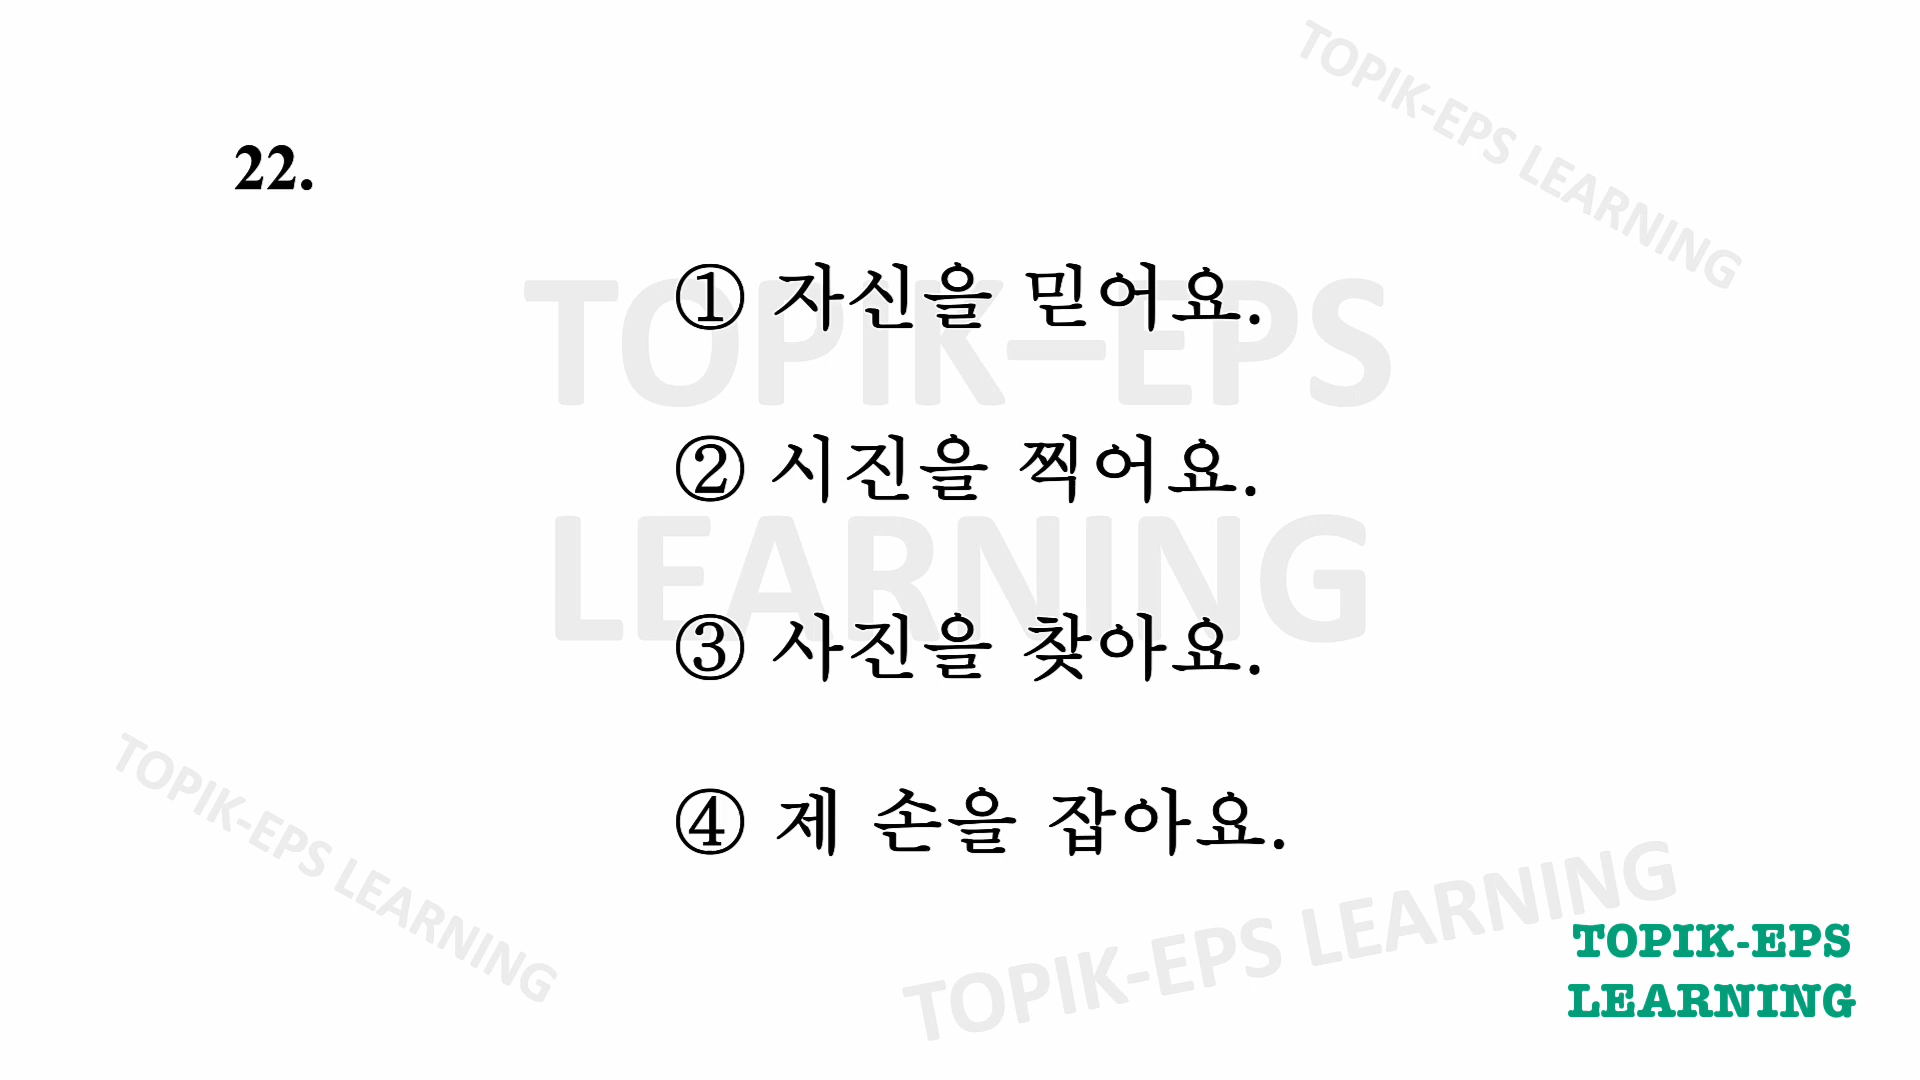 TOPIK-EPS LEARNING
22.
① 자신을 믿어요.
TOPIK–EPS
② 시진을 찍어요.
LEARNING
③ 사진을 찾아요.
TOPIK-EPS LEARNING
④ 제 손을 잡아요.
TOPIK-EPS LEARNING
TOPIK-EPS
LEARNING